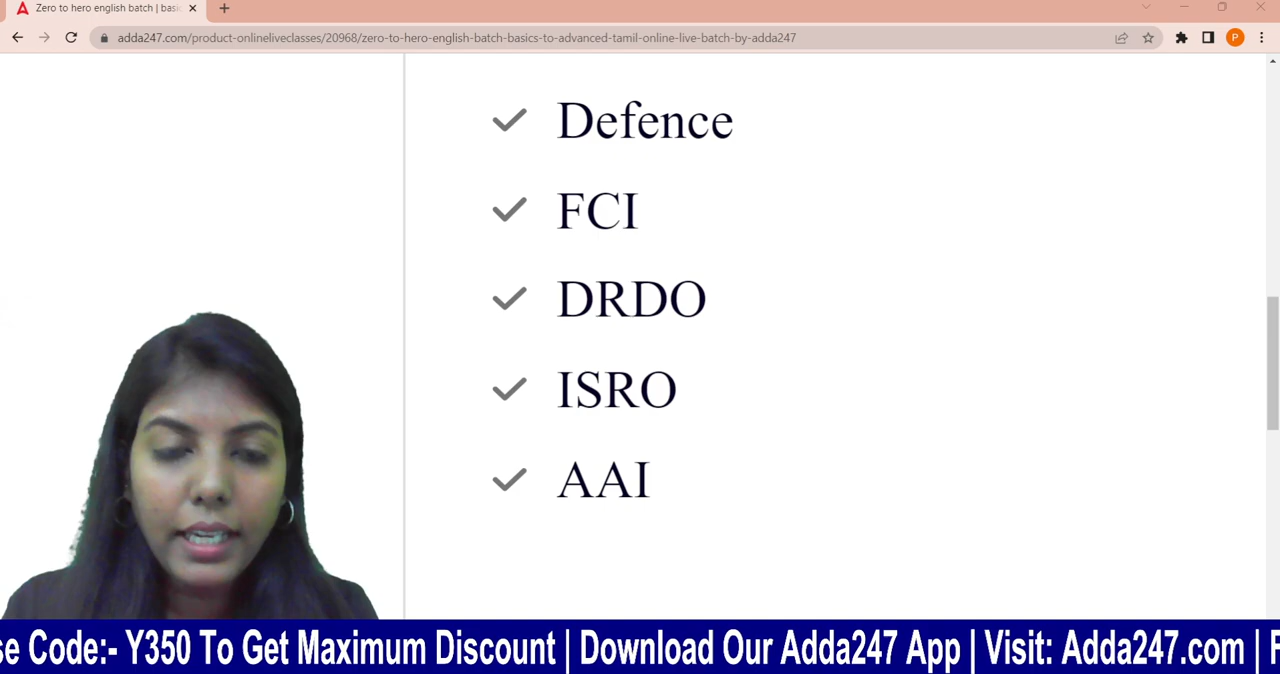 Zero to hero english batch | basic
adda247.com/product-onlineliveclasses/20968/zero-to-hero-english-batch-basics-to-advanced-tamil-online-live-batch-by-adda247
P
Defence
FCI
DRDO
ISRO
AAI
se Code:- Y350 To Get Maximum Discount | Download Our Adda247 App | Visit: Adda247.com | F